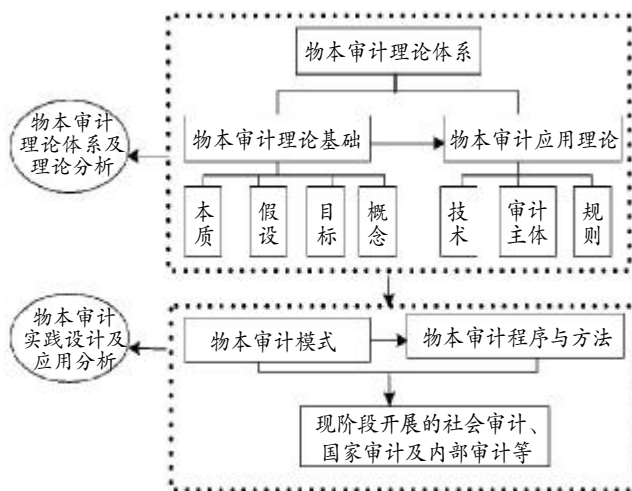 物本审计理论体系
物本审计
理论体系及
理论分析
物本审计理论基础
物本审计应用理论
本质
假设
目标
概念
技术
审计
主体
规则
物本审计
实践设计及
应用分析
物本审计模式
物本审计程序与方法
现阶段开展的社会审计、
国家审计及内部审计等